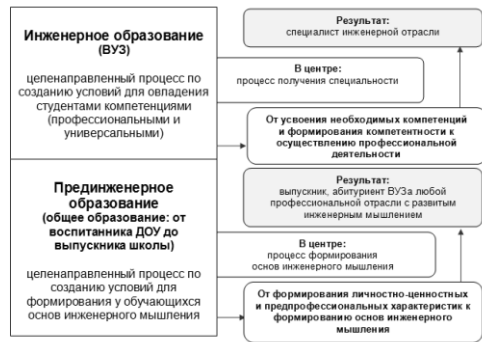 Инженерное образование
(ВУЗ)
целенаправленный процесс по
созданию условий для овладения
студентами компетенциями
(профессиональными и
универсальными)
Результат:
специалист инженерной отрасли
В центре:
процесс получения специальности
От усвоения необходимых компетенций
и формирования компетентности к
осуществлению профессиональной
деятельности
Прединженерное
образование
(общее образование: от
воспитанника ДОУ до
выпускника школы)
целенаправленный процесс по
созданию условий для
формирования у обучающихся
основ инженерного мышления
Результат:
выпускник, абитуриент ВУЗа любой
профессиональной отрасли с развитым
инженерным мышлением
В центре:
процесс формирования
основ инженерного мышления
От формирования личностно-ценностных
и предпрофессиональных характеристик к
формированию основ инженерного
мышления